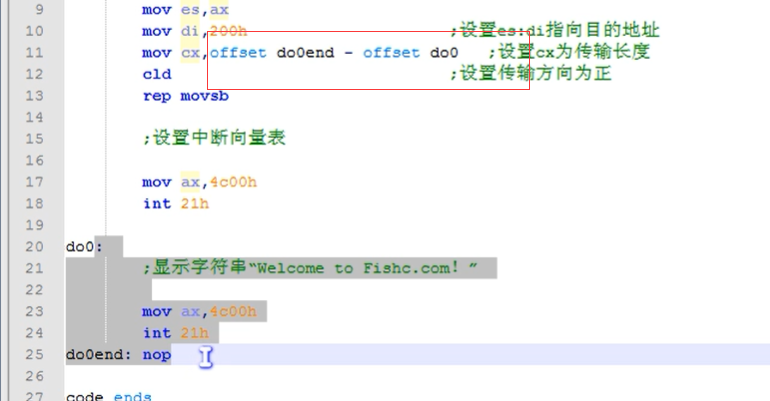 9 mov es,ax
10 mov di,200h ;设置es:di指向目的地址
11 mov cx,offset do0end - offset do0 ;设置cx为传输长度
12 cld ;设置传输方向为正
13 rep movsb
14
15 ;设置中断向量表
16
17 mov ax,4c00h
18 int 21h
19
20 do0:
21 ;显示字符串“Welcome to Fishc.com！”
22
23 mov ax,4c00h
24 int 21h
25 do0end: nop
26
27 code ends